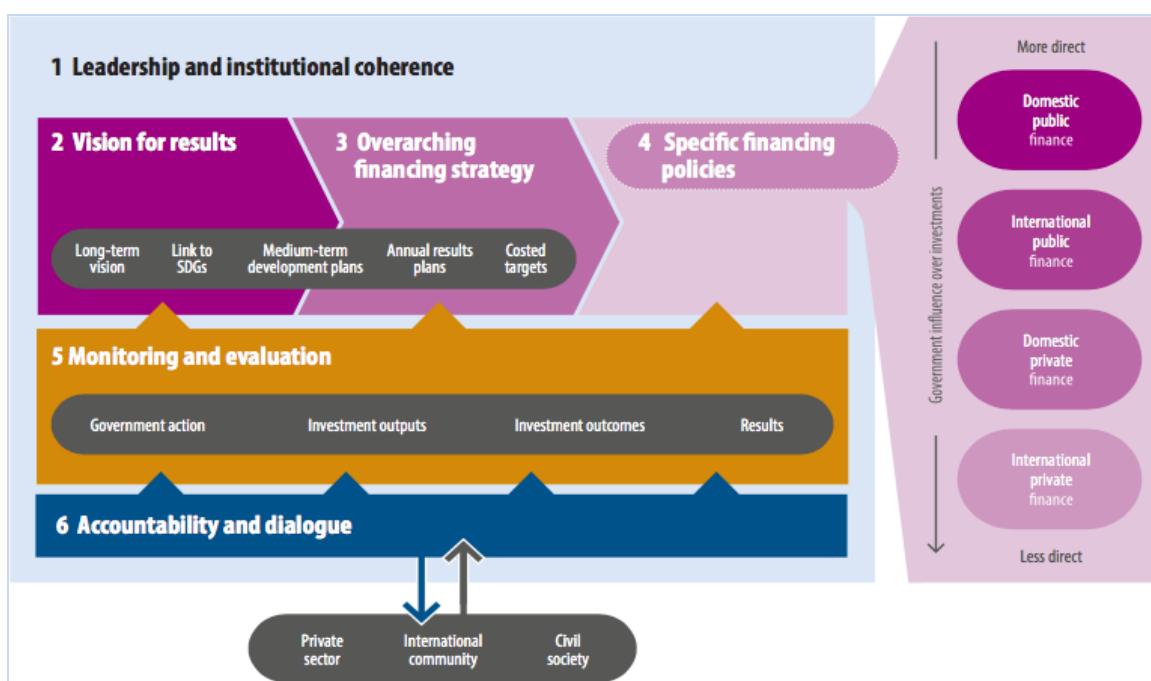 1 Leadership and institutional coherence
2 Vision for results
3 Overarching
financing strategy
4 Specific financing
policies
Long-term
vision
Link to
SDGs
Medium-term
development plans
Annual results
plans
Costed
targets
5 Monitoring and evaluation
Government action
Investment outputs
Investment outcomes
Results
6 Accountability and dialogue
Private
sector
International
community
Civil
society
More direct
Government influence over investments
Domestic
public
finance
International
public
finance
Domestic
private
finance
International
private
finance
Less direct